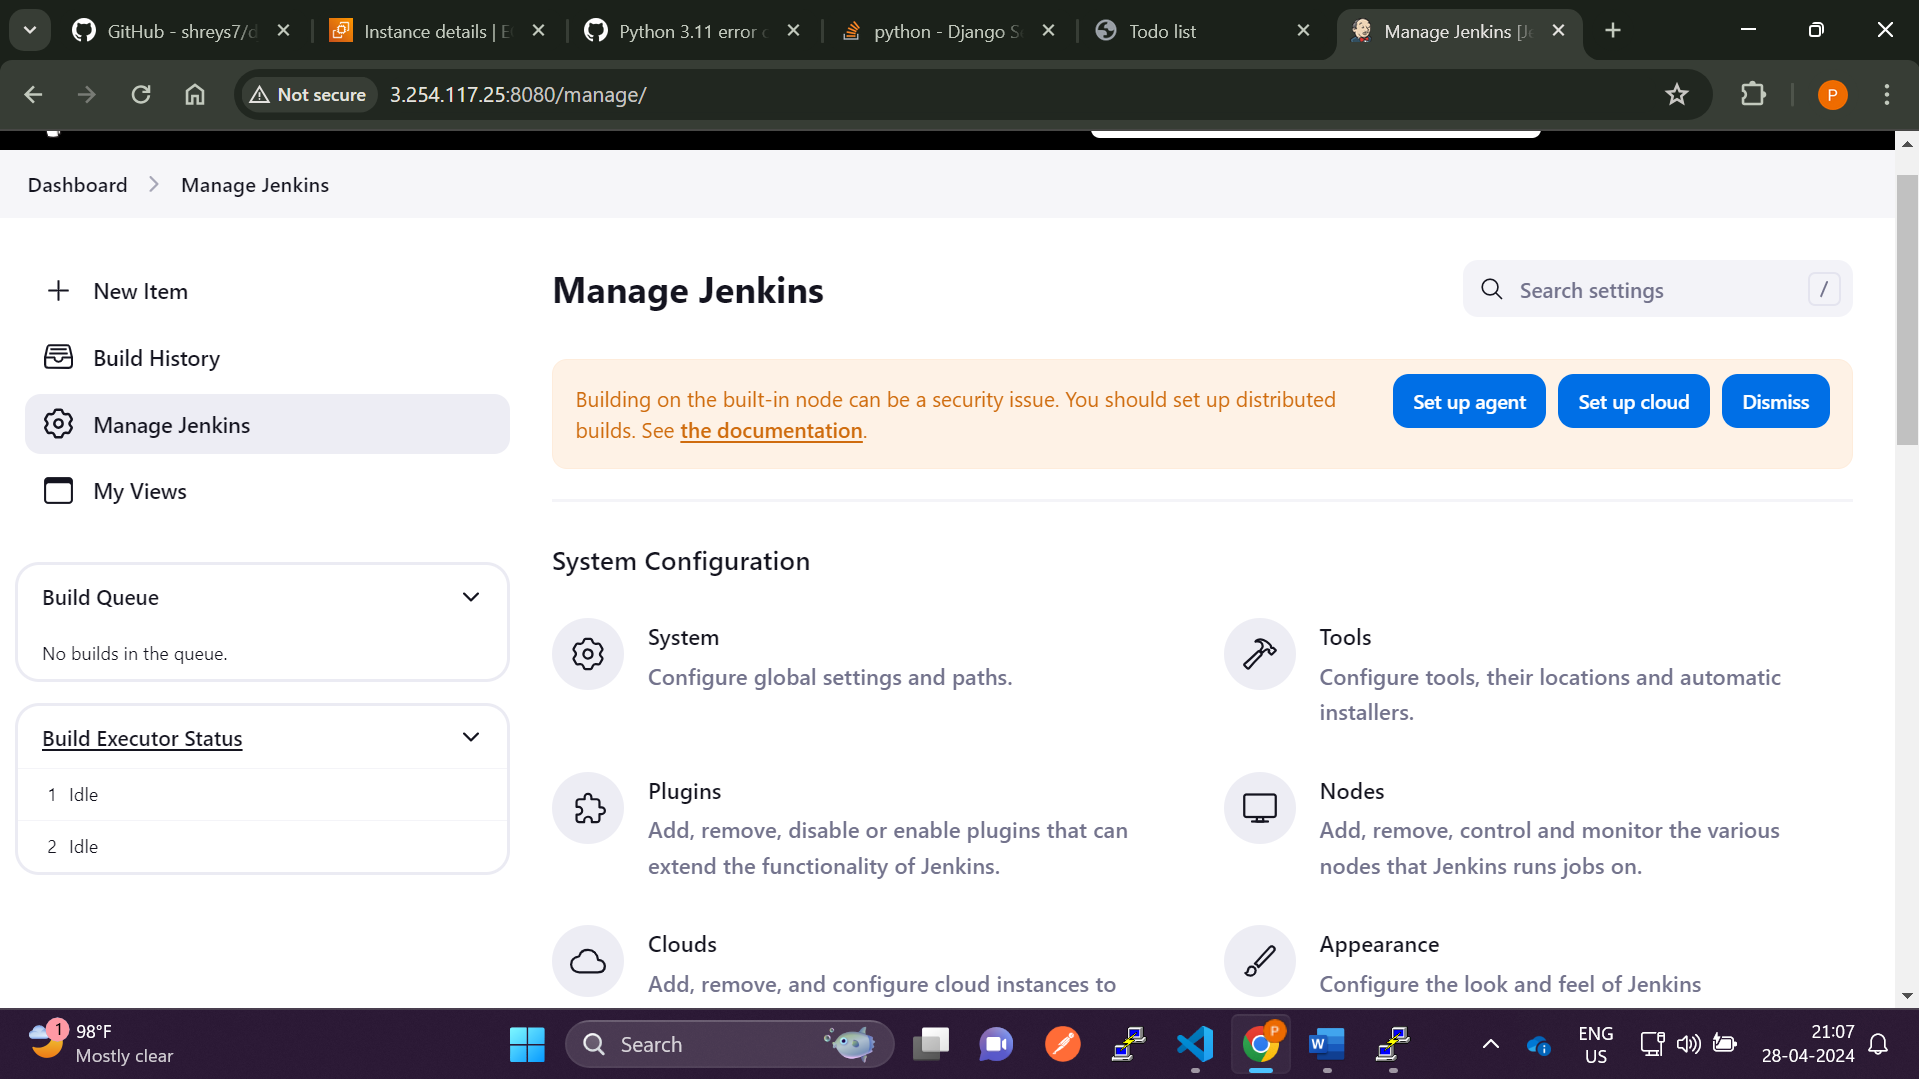 GitHub - shreys7/d
Instance details | E
Python 3.11 error
python - Django S
Todo list
Manage Jenkins [Je
Not secure
3.254.117.25:8080/manage/
P
Dashboard
Manage Jenkins
New Item
Build History
Manage Jenkins
My Views
Build Queue
No builds in the queue.
Build Executor Status
1 Idle
2 Idle
Manage Jenkins
Search settings
/
Building on the built-in node can be a security issue. You should set up distributed
builds. See the documentation.
Set up agent
Set up cloud
Dismiss
System Configuration
System
Configure global settings and paths.
Tools
Configure tools, their locations and automatic
installers.
Plugins
Add, remove, disable or enable plugins that can
extend the functionality of Jenkins.
Nodes
Add, remove, control and monitor the various
nodes that Jenkins runs jobs on.
Clouds
Add, remove, and configure cloud instances to
Appearance
Configure the look and feel of Jenkins
1
98°F
Mostly clear
Search
P
W
ENG
US
21:07
28-04-2024